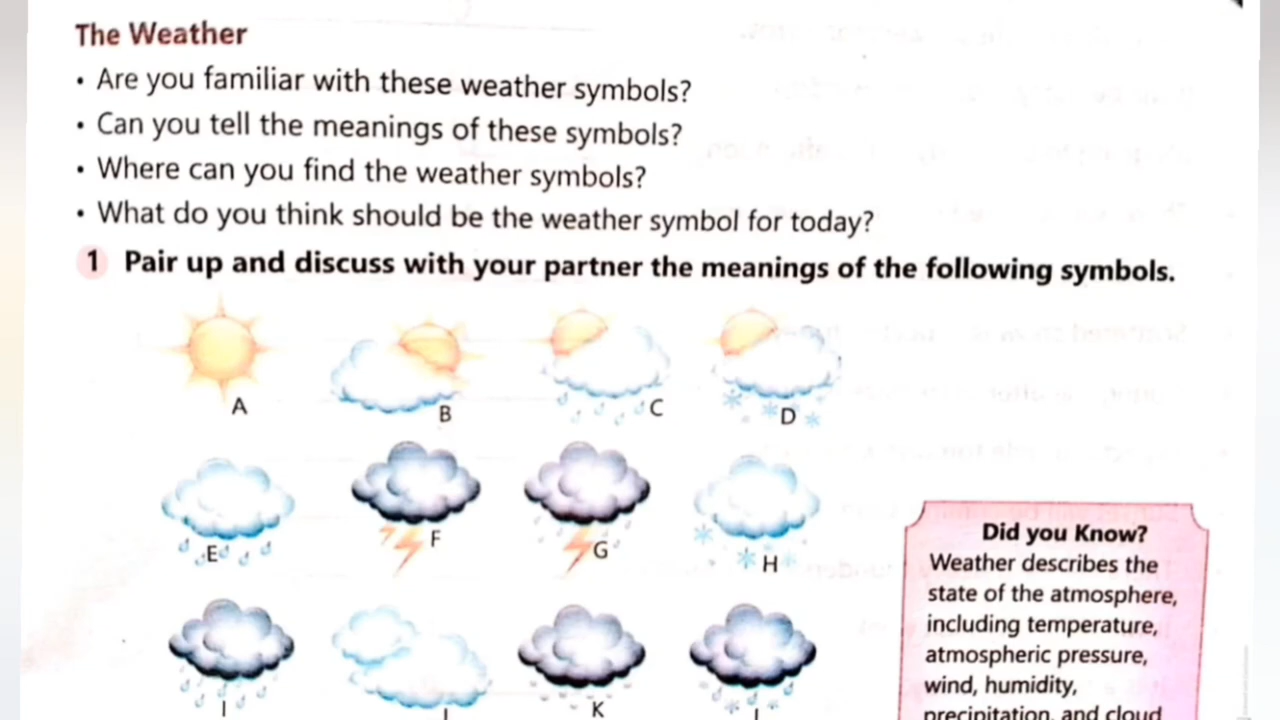 The Weather
• Are you familiar with these weather symbols?
• Can you tell the meanings of these symbols?
• Where can you find the weather symbols?
• What do you think should be the weather symbol for today?
1 Pair up and discuss with your partner the meanings of the following symbols.
A
B
C
D
E
F
G
H
Did you Know?
Weather describes the
state of the atmosphere,
including temperature,
atmospheric pressure,
wind, humidity,
precipitation, and cloud
I
K